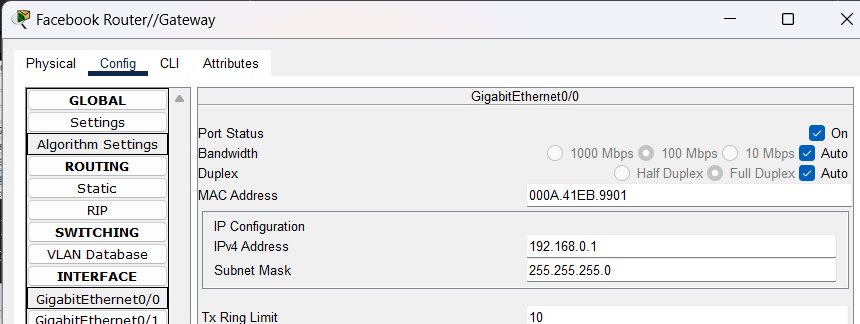 Facebook Router//Gateway
Physical Config CLI Attributes
GLOBAL
Settings
Algorithm Settings
ROUTING
Static
RIP
SWITCHING
VLAN Database
INTERFACE
GigabitEthernet0/0
GigabitEthernet0/1
GigabitEthernet0/0
Port Status On
Bandwidth 1000 Mbps 100 Mbps 10 Mbps Auto
Duplex Half Duplex Full Duplex Auto
MAC Address 000A.41EB.9901
IP Configuration
IPv4 Address 192.168.0.1
Subnet Mask 255.255.255.0
Tx Ring Limit 10